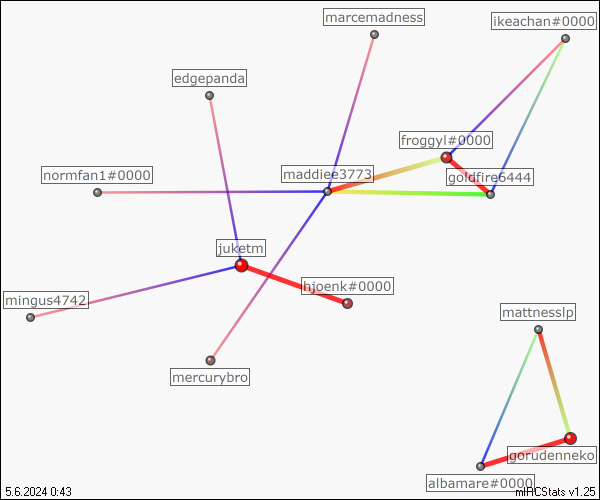 marcemadness
ikeachan#0000
edgepanda
froggyl#0000
normfan1#0000
maddiee3773
goldfire6444
juketm
hjoenk#0000
mingus4742
mattnesslp
mercurybro
gorudenneko
albamare#0000
5.6.2024 0:43
mIRCStats v1.25